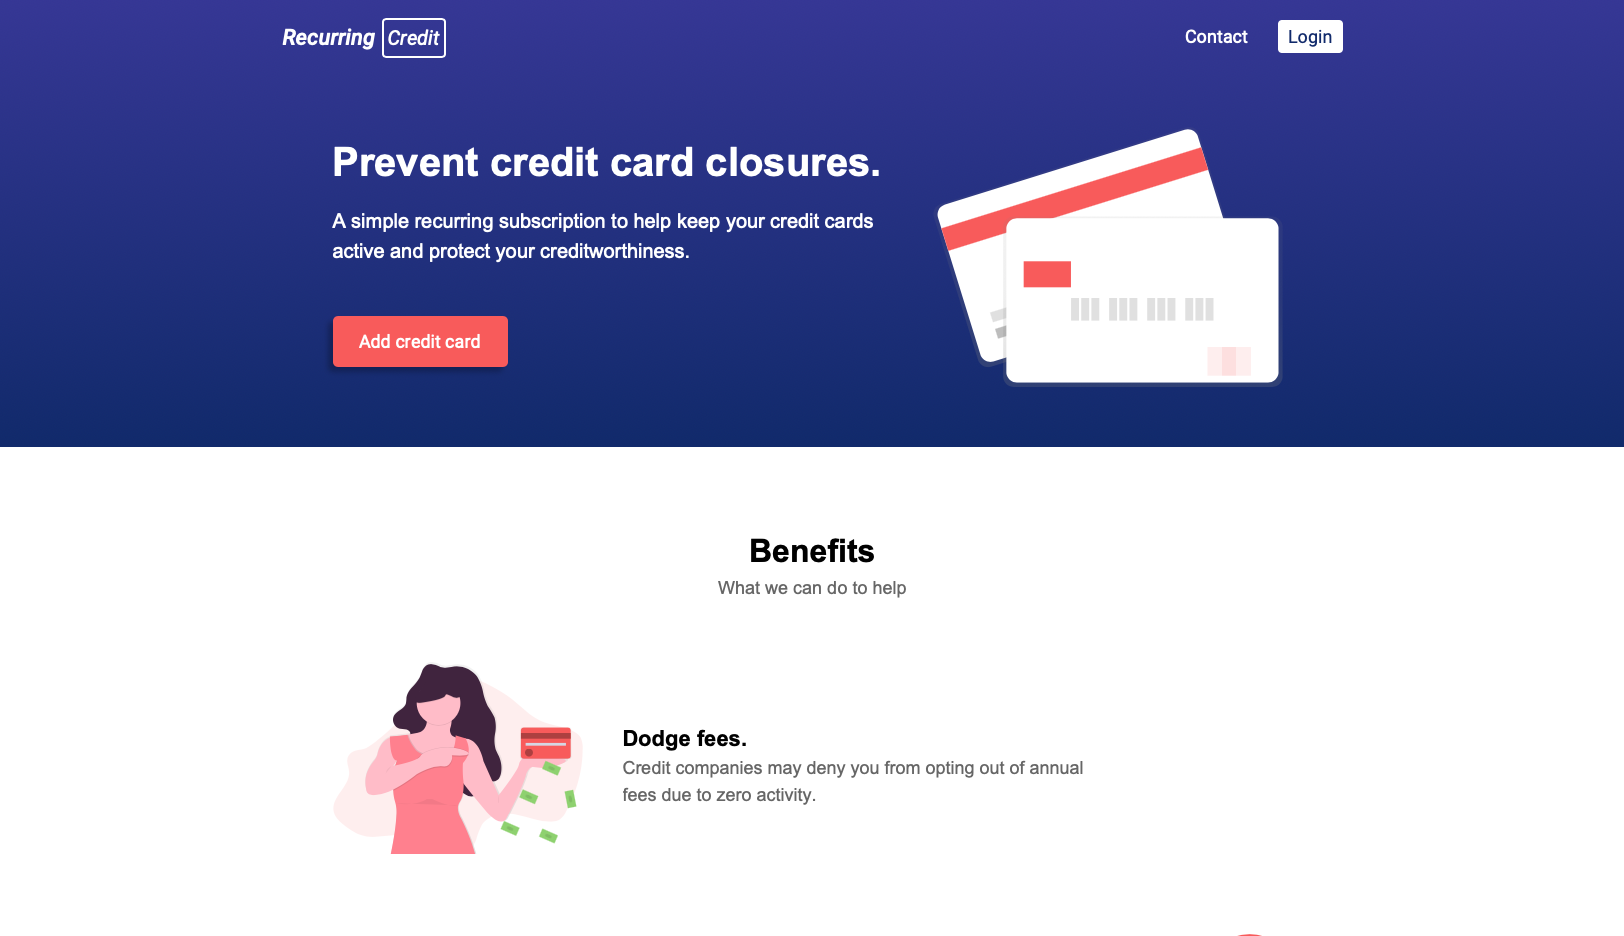 Recurring Credit
Contact
Login
Prevent credit card closures.
A simple recurring subscription to help keep your credit cards
active and protect your creditworthiness.
Add credit card
Benefits
What we can do to help
Dodge fees.
Credit companies may deny you from opting out of annual
fees due to zero activity.